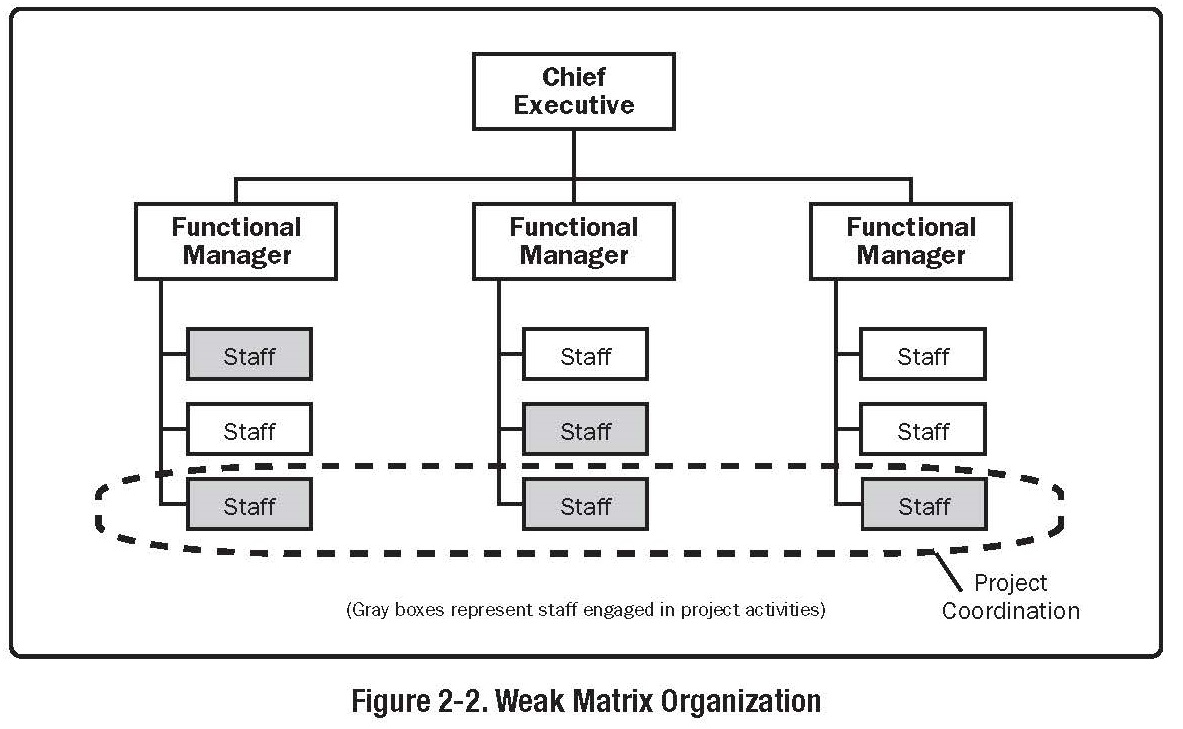 Chief
Executive
Functional
Manager
Functional
Manager
Functional
Manager
Staff
Staff
Staff
Staff
Staff
Staff
Staff
Staff
Staff
Project
Coordination
(Gray boxes represent staff engaged in project activities)
Figure 2-2. Weak Matrix Organization